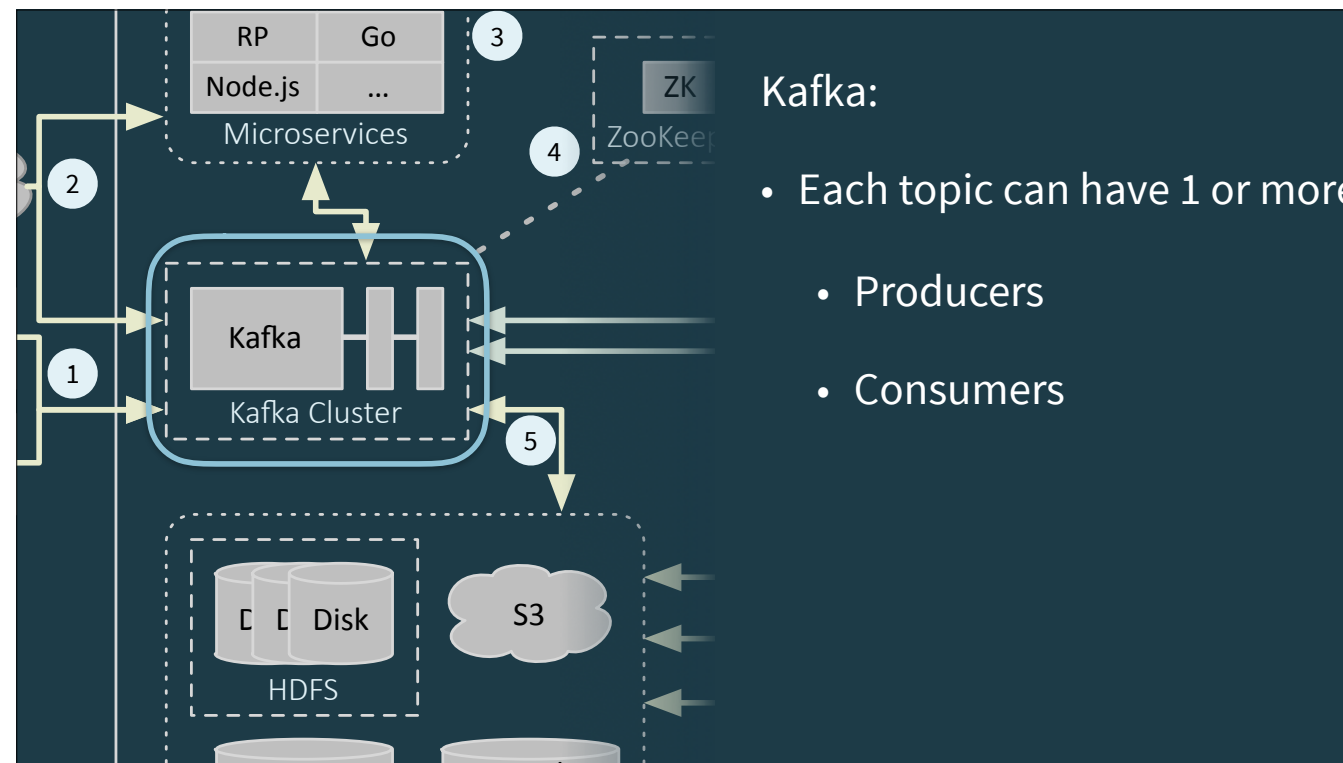 RP Go
3
Node.js ...
Microservices
ZK
4
2
Kafka
1
Kafka Cluster
5
D D Disk
S3
HDFS
Kafka:
• Each topic can have 1 or more
• Producers
• Consumers